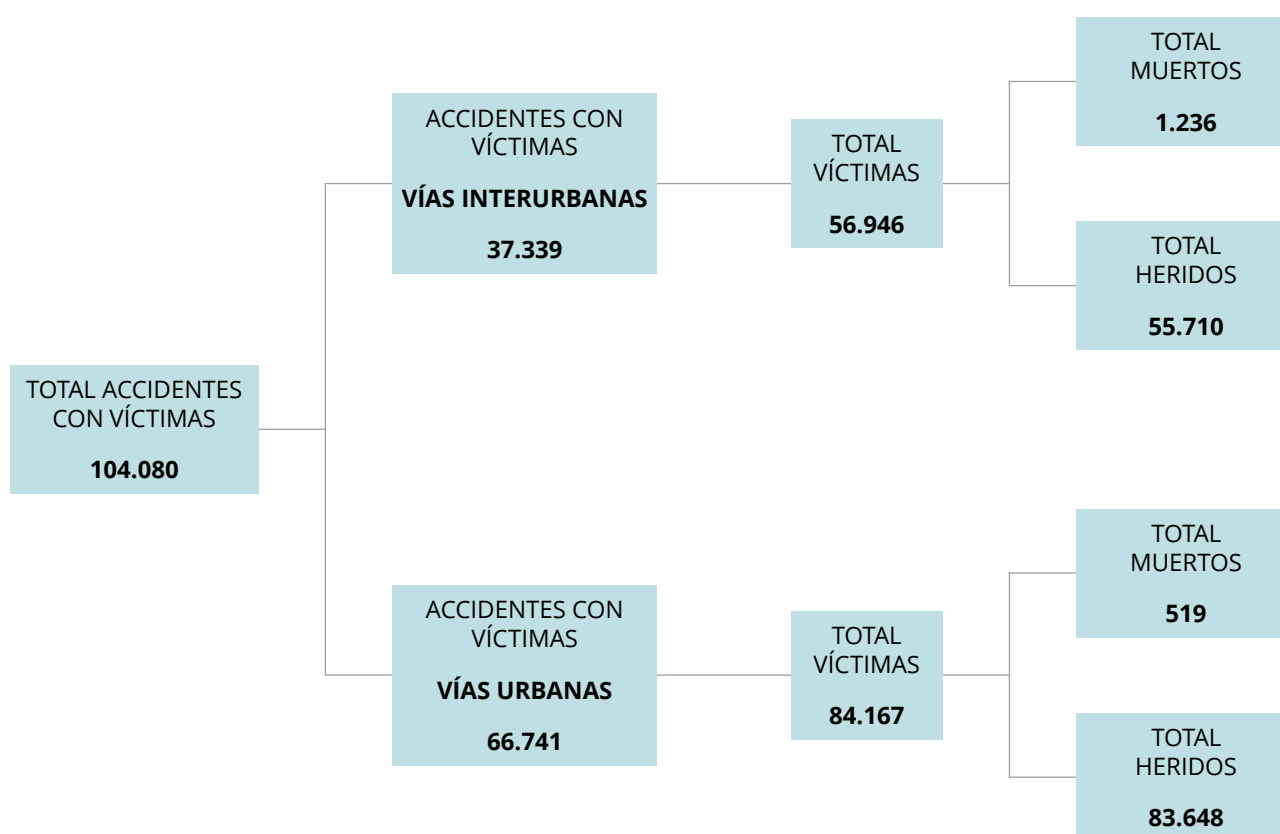 TOTAL ACCIDENTES
CON VÍCTIMAS
104.080
ACCIDENTES CON
VÍCTIMAS
VÍAS INTERURBANAS
37.339
TOTAL
VÍCTIMAS
56.946
TOTAL
MUERTOS
1.236
TOTAL
HERIDOS
55.710
ACCIDENTES CON
VÍCTIMAS
VÍAS URBANAS
66.741
TOTAL
VÍCTIMAS
84.167
TOTAL
MUERTOS
519
TOTAL
HERIDOS
83.648